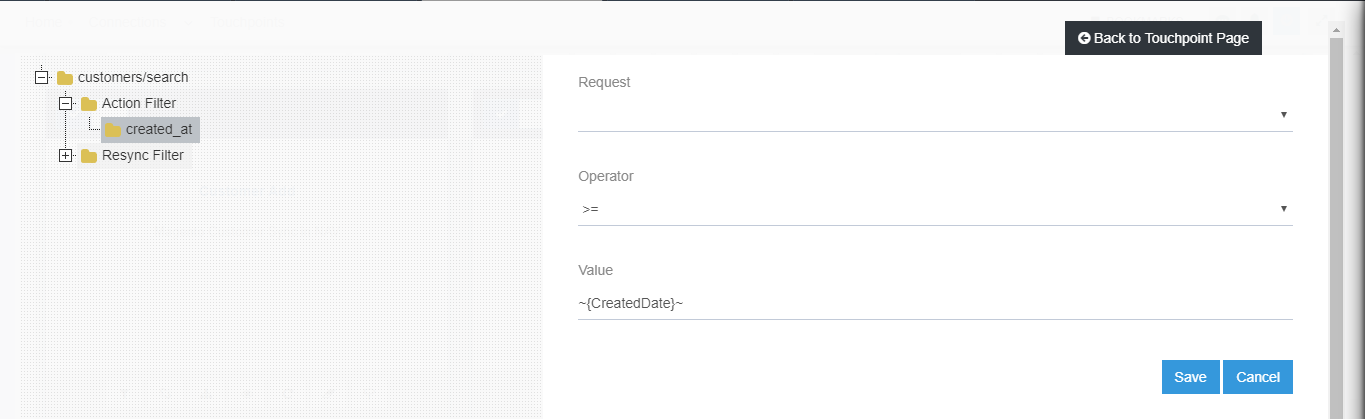 Back to Touchpoint Page
customers/search
Action Filter
created_at
Resync Filter
Request
Operator
>=
Value
~{CreatedDate}~
Save
Cancel